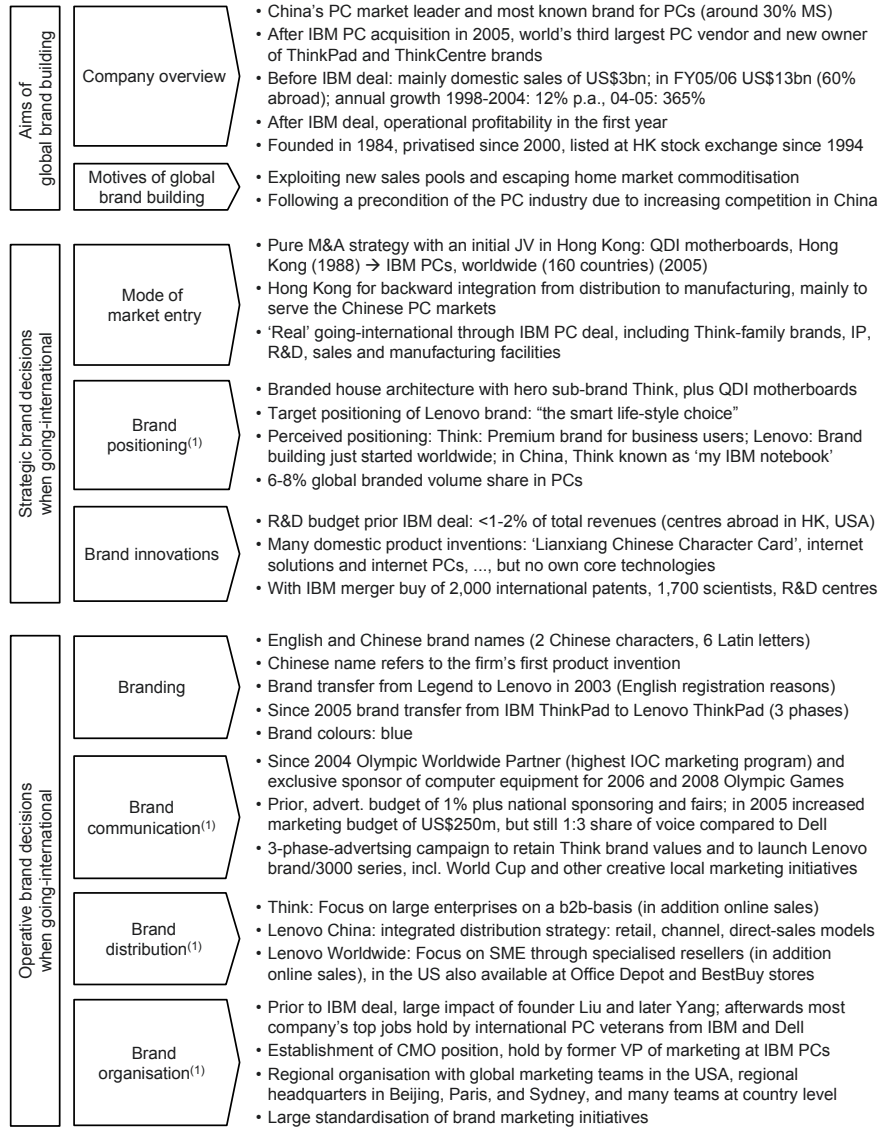 Aims of
global brand building
Company overview
• China's PC market leader and most known brand for PCs (around 30% MS)
• After IBM PC acquisition in 2005, world's third largest PC vendor and new owner
of ThinkPad and ThinkCentre brands
• Before IBM deal: mainly domestic sales of US$3bn; in FY05/06 US$13bn (60%
abroad); annual growth 1998-2004: 12% p.a., 04-05: 365%
• After IBM deal, operational profitability in the first year
• Founded in 1984, privatised since 2000, listed at HK stock exchange since 1994
Motives of global
brand building
• Exploiting new sales pools and escaping home market commoditisation
• Following a precondition of the PC industry due to increasing competition in China
Strategic brand decisions
when going-international
Mode of
market entry
• Pure M&A strategy with an initial JV in Hong Kong: QDI motherboards, Hong
Kong (1988) → IBM PCs, worldwide (160 countries) (2005)
• Hong Kong for backward integration from distribution to manufacturing, mainly to
serve the Chinese PC markets
• 'Real' going-international through IBM PC deal, including Think-family brands, IP,
R&D, sales and manufacturing facilities
Brand
positioning(1)
• Branded house architecture with hero sub-brand Think, plus QDI motherboards
• Target positioning of Lenovo brand: "the smart life-style choice"
• Perceived positioning: Think: Premium brand for business users; Lenovo: Brand
building just started worldwide; in China, Think known as 'my IBM notebook'
• 6-8% global branded volume share in PCs
Brand innovations
• R&D budget prior IBM deal: <1-2% of total revenues (centres abroad in HK, USA)
• Many domestic product inventions: 'Lianxiang Chinese Character Card', internet
solutions and internet PCs, ..., but no own core technologies
• With IBM merger buy of 2,000 international patents, 1,700 scientists, R&D centres
Operative brand decisions
when going-international
Branding
• English and Chinese brand names (2 Chinese characters, 6 Latin letters)
• Chinese name refers to the firm's first product invention
• Brand transfer from Legend to Lenovo in 2003 (English registration reasons)
• Since 2005 brand transfer from IBM ThinkPad to Lenovo ThinkPad (3 phases)
• Brand colours: blue
Brand
communication(1)
• Since 2004 Olympic Worldwide Partner (highest IOC marketing program) and
exclusive sponsor of computer equipment for 2006 and 2008 Olympic Games
• Prior, advert. budget of 1% plus national sponsoring and fairs; in 2005 increased
marketing budget of US$250m, but still 1:3 share of voice compared to Dell
• 3-phase-advertsing campaign to retain Think brand values and to launch Lenovo
brand/3000 series, incl. World Cup and other creative local marketing initiatives
Brand
distribution(1)
• Think: Focus on large enterprises on a b2b-basis (in addition online sales)
• Lenovo China: integrated distribution strategy: retail, channel, direct-sales models
• Lenovo Worldwide: Focus on SME through specialised resellers (in addition
online sales), in the US also available at Office Depot and BestBuy stores
Brand
organisation(1)
• Prior to IBM deal, large impact of founder Liu and later Yang; afterwards most
company's top jobs hold by international PC veterans from IBM and Dell
• Establishment of CMO position, hold by former VP of marketing at IBM PCs
• Regional organisation with global marketing teams in the USA, regional
headquarters in Beijing, Paris, and Sydney, and many teams at country level
• Large standardisation of brand marketing initiatives